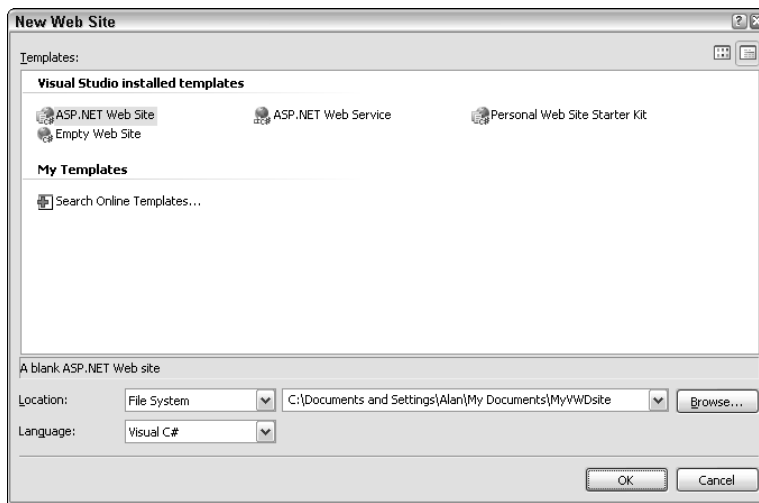 New Web Site
Templates:
Visual Studio installed templates
ASP.NET Web Site
ASP.NET Web Service
Personal Web Site Starter Kit
Empty Web Site
My Templates
Search Online Templates...
A blank ASP.NET Web site
Location:
File System
C:\Documents and Settings\Alan\My Documents\MyVWDsite
Browse...
Language:
Visual C#
OK
Cancel